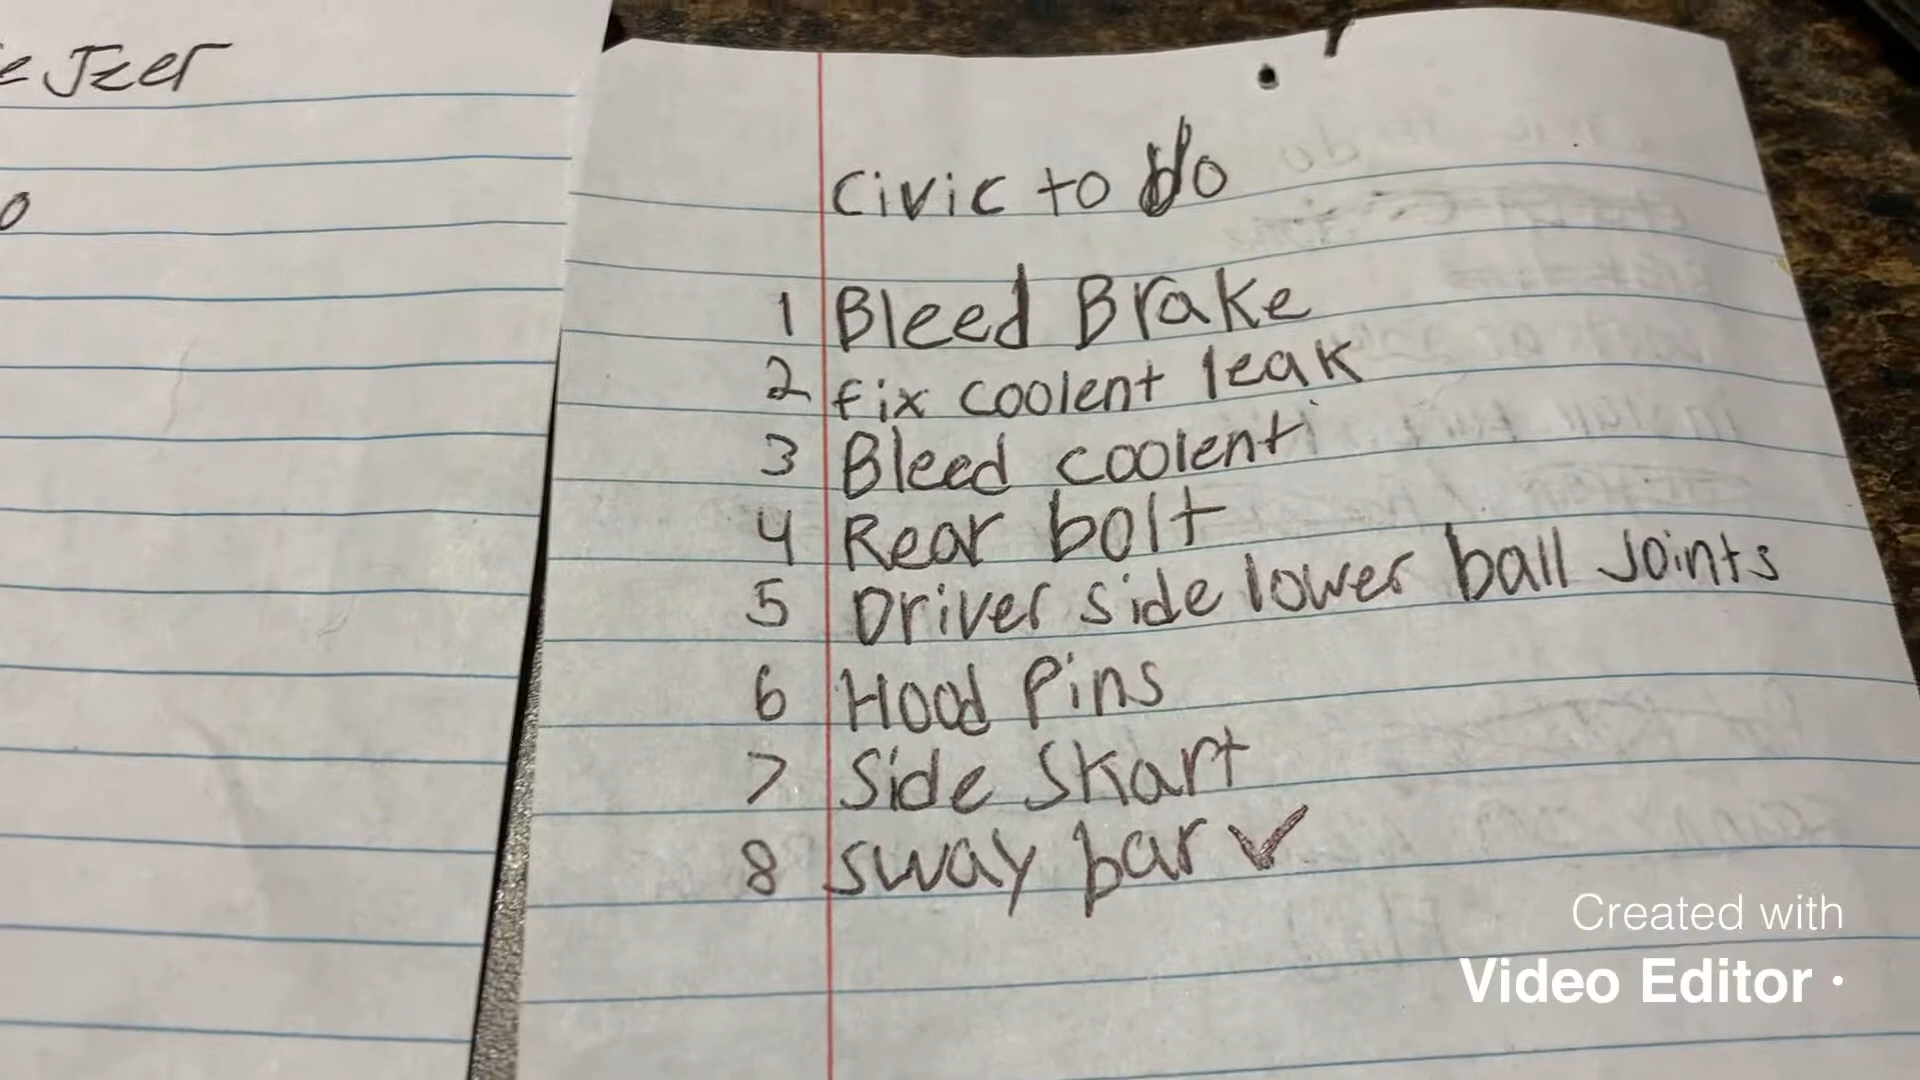 Jzer
o
Civic to do
1 Bleed Brake
2 fix coolent leak
3 Bleed coolent
4 Rear bolt
5 Driver side lower ball Joints
6 Hood Pins
7 Side Skart
8 sway bar ✓
Created with
Video Editor